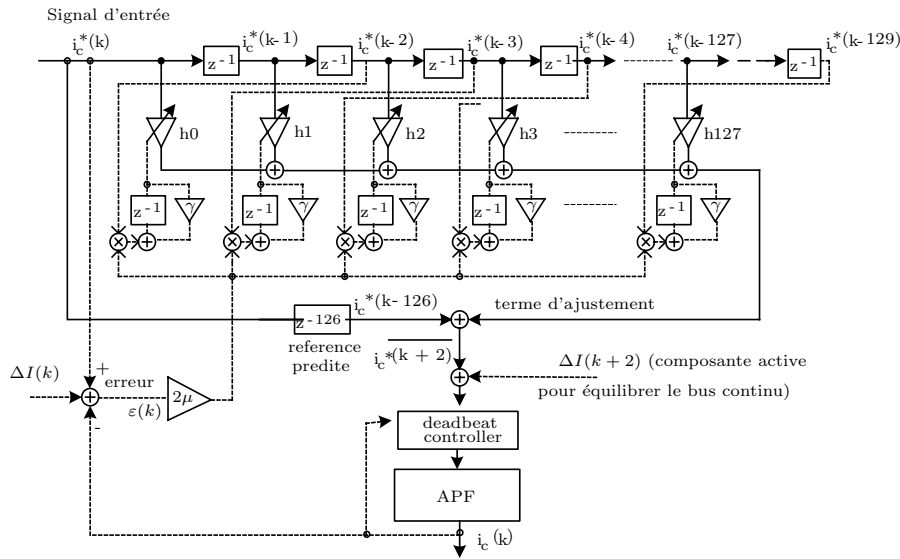 Signal d'entrée
i_c*(k) i_c*(k-1) i_c*(k-2) i_c*(k-3) i_c*(k-4) i_c*(k-127) i_c*(k-129)
z-1 z-1 z-1 z-1 z-1
h0 h1 h2 h3 h127
z-1 γ z-1 γ z-1 γ z-1 γ z-1 γ
i_c*(k-126)
z-126
terme d'ajustement
reference
predite
i_c*(k + 2)
ΔI(k + 2) (composante active
pour équilibrer le bus continu)
ΔI(k)
+
erreur
ε(k)
2μ
-
deadbeat
controller
APF
i_c(k)